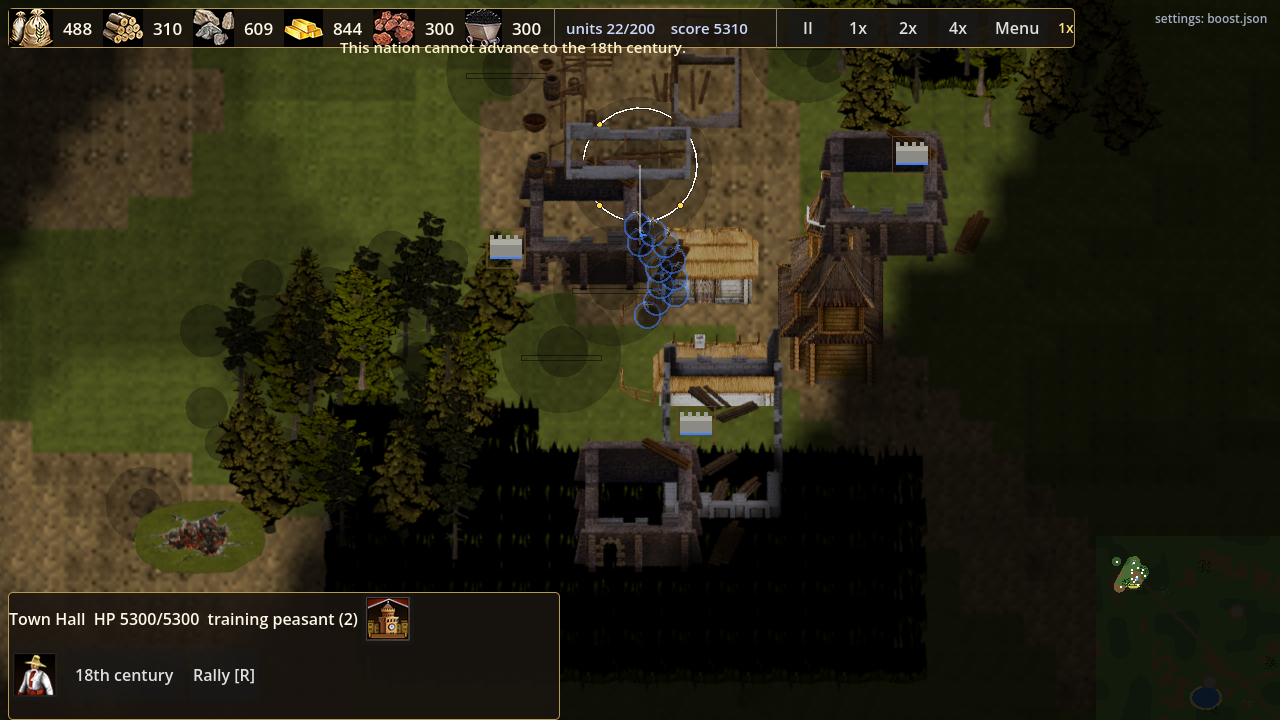 488 310 609 844 300 300 units 22/200 score 5310 II 1x 2x 4x Menu 1x
settings: boost.json
This nation cannot advance to the 18th century.
Town Hall HP 5300/5300 training peasant (2)
18th century Rally [R]